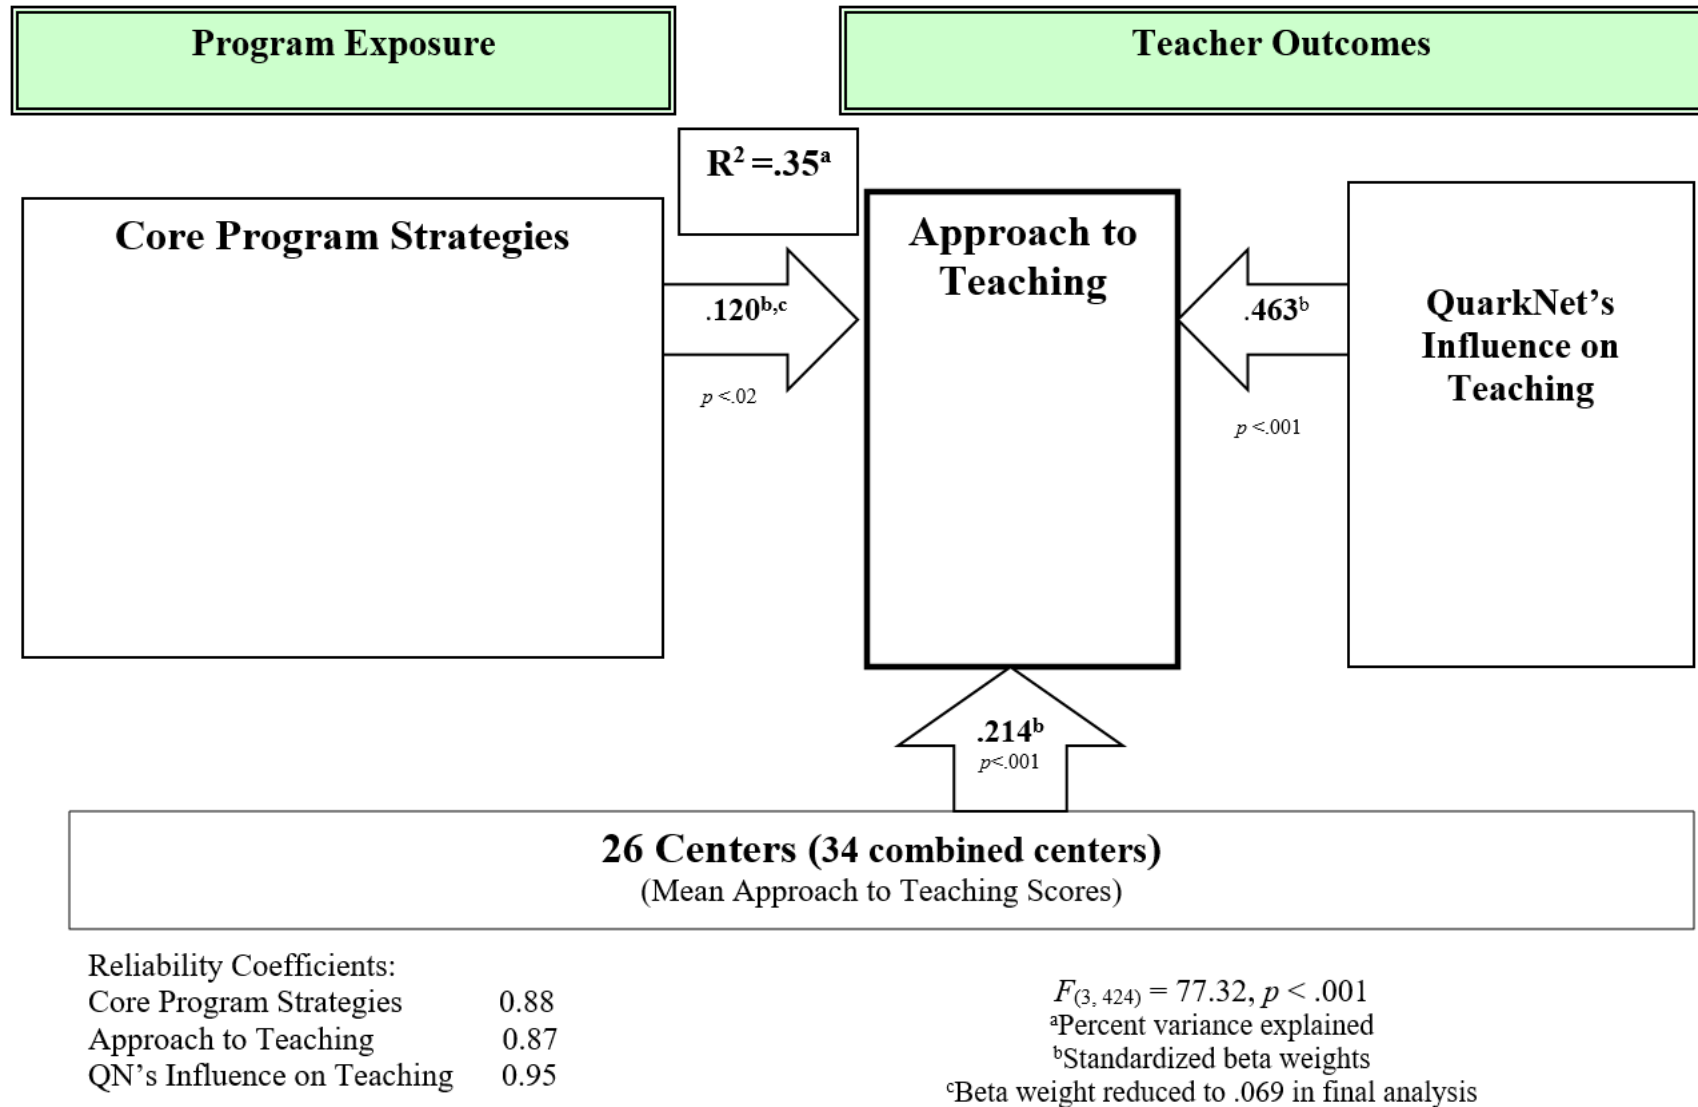 Program Exposure
Teacher Outcomes
R² =.35ᵃ
Core Program Strategies
.120ᵇ,ᶜ
p <.02
Approach to
Teaching
.463ᵇ
p <.001
QuarkNet’s
Influence on
Teaching
.214ᵇ
p<.001
26 Centers (34 combined centers)
(Mean Approach to Teaching Scores)
Reliability Coefficients:
Core Program Strategies 0.88
Approach to Teaching 0.87
QN’s Influence on Teaching 0.95
F(3, 424) = 77.32, p < .001
ᵃPercent variance explained
ᵇStandardized beta weights
ᶜBeta weight reduced to .069 in final analysis